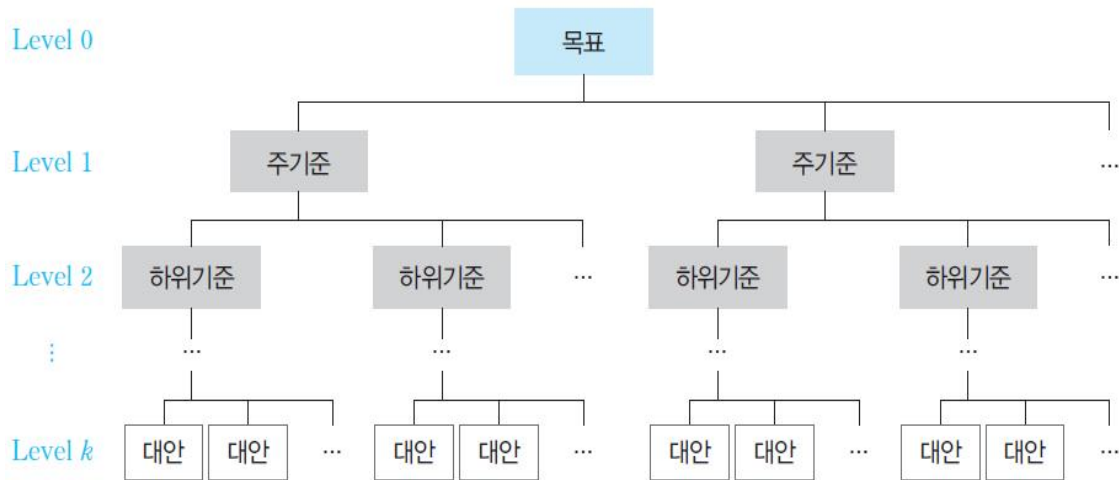 Level 0 목표
Level 1 주기준 주기준 ...
Level 2 하위기준 하위기준 ... 하위기준 하위기준 ...
⋮ ... ... ... ...
Level k 대안 대안 ... 대안 대안 ... 대안 대안 ... 대안 대안 ...